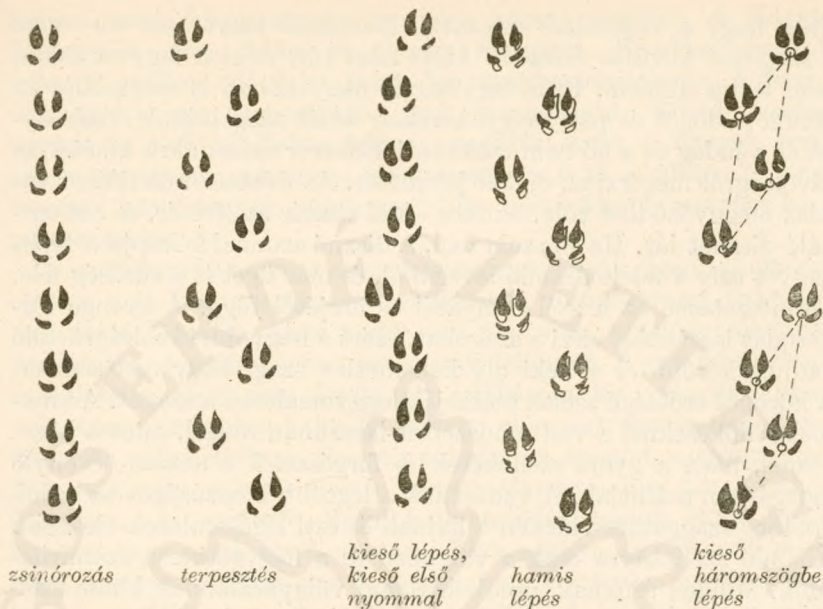 zsinórozás
terpesztés
kieső lépés,
kieső első
nyommal
hamis
lépés
kieső
háromszögbe
lépés